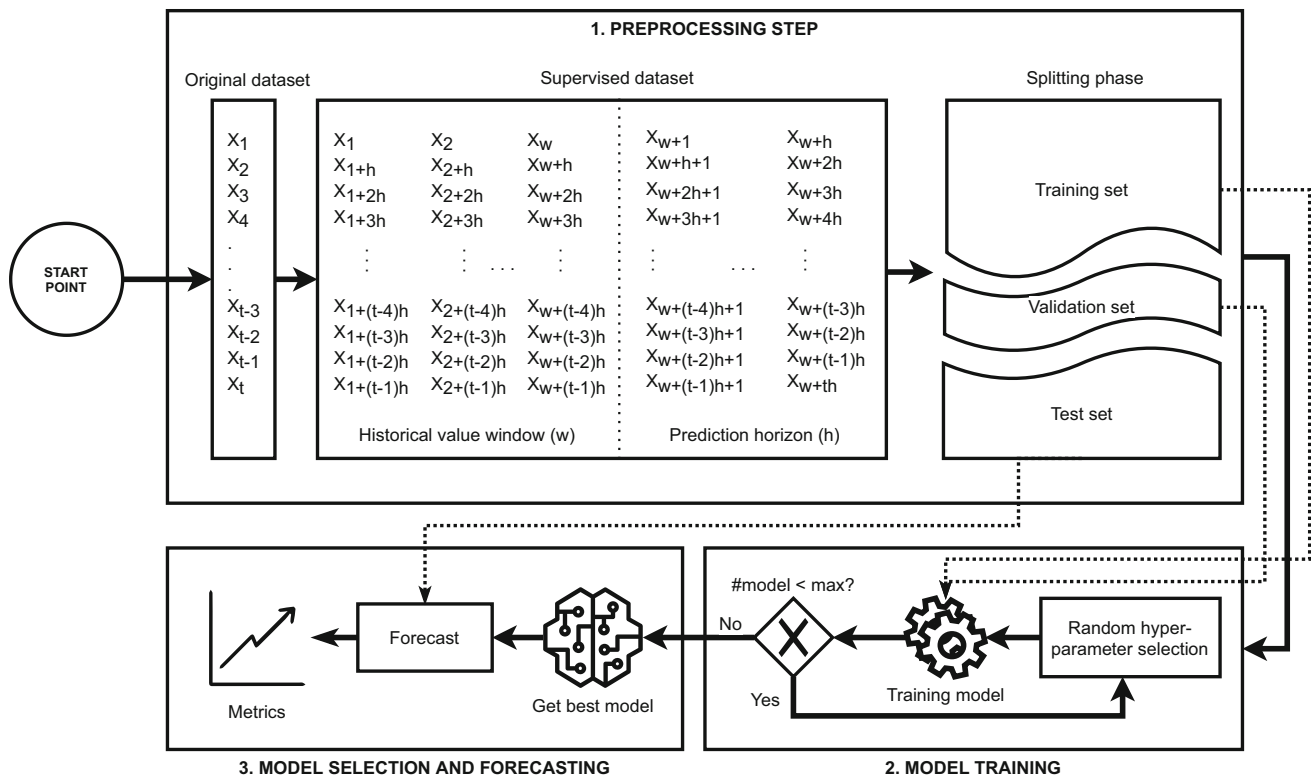 1. PREPROCESSING STEP
Original dataset
Supervised dataset
Splitting phase
X1 X1 X2 Xw Xw+1 Xw+h
X2 X1+h X2+h Xw+h Xw+h+1 Xw+2h
X3 X1+2h X2+2h Xw+2h Xw+2h+1 Xw+3h
X4 X1+3h X2+3h Xw+3h Xw+3h+1 Xw+4h
. . .
⋮ ⋮ ... ⋮ ⋮ ... ⋮
Xt-3 X1+(t-4)h X2+(t-4)h Xw+(t-4)h Xw+(t-4)h+1 Xw+(t-3)h
Xt-2 X1+(t-3)h X2+(t-3)h Xw+(t-3)h Xw+(t-3)h+1 Xw+(t-2)h
Xt-1 X1+(t-2)h X2+(t-2)h Xw+(t-2)h Xw+(t-2)h+1 Xw+(t-1)h
Xt X1+(t-1)h X2+(t-1)h Xw+(t-1)h Xw+(t-1)h+1 Xw+th
Historical value window (w)
Prediction horizon (h)
Training set
Validation set
Test set
START
POINT
#model < max?
No
Yes
X
Training model
Random hyper-
parameter selection
Get best model
Forecast
Metrics
3. MODEL SELECTION AND FORECASTING
2. MODEL TRAINING